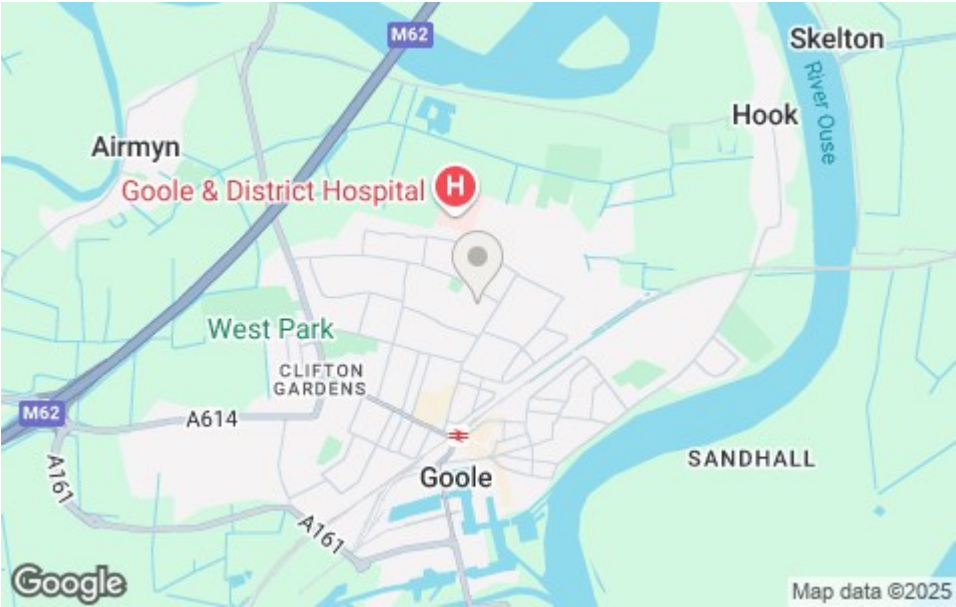 M62
Skelton
River Ouse
Hook
Airmyn
Goole & District Hospital
H
West Park
CLIFTON
GARDENS
M62
A614
A161
Goole
SANDHALL
A161
Google
Map data ©2025